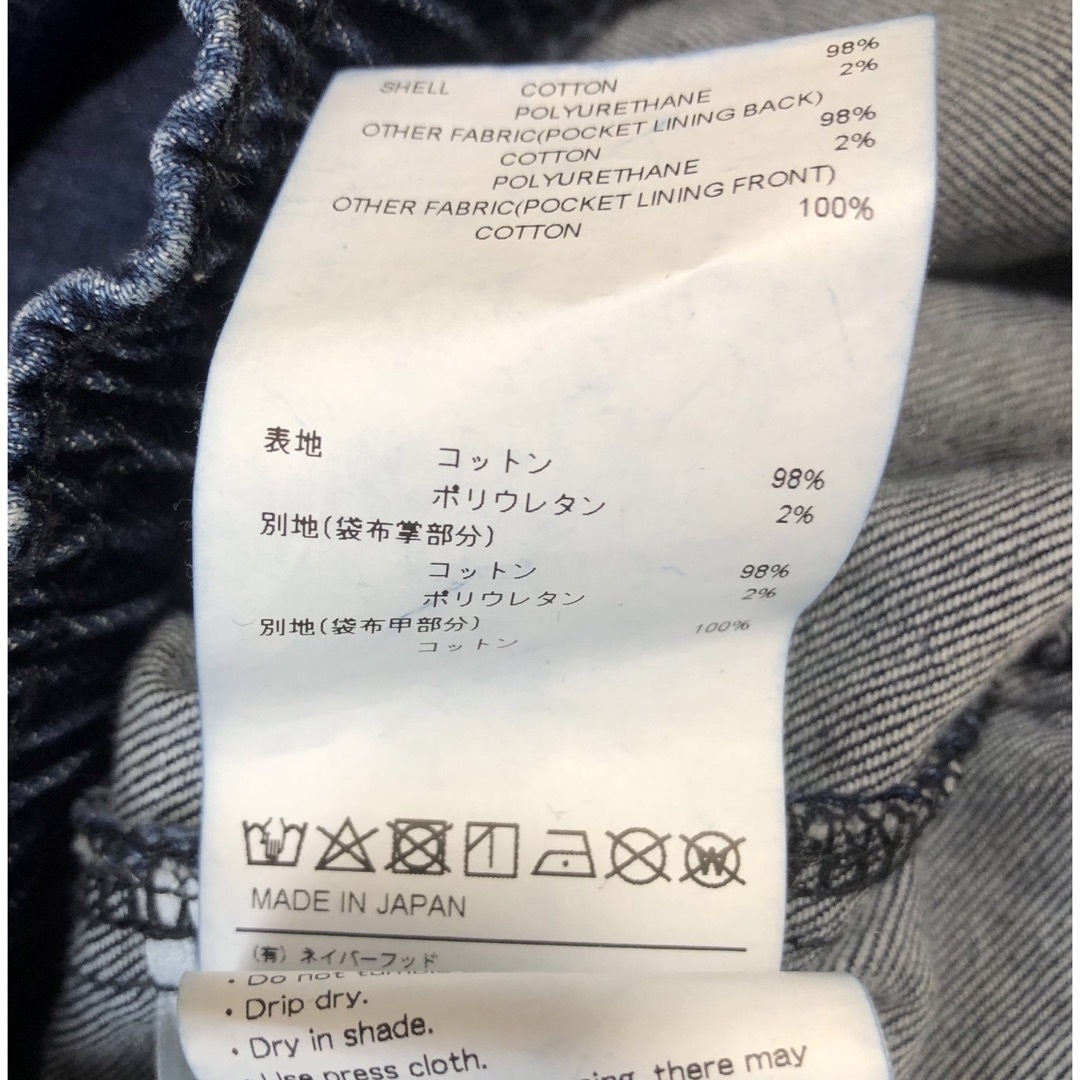 SHELL COTTON 98%
POLYURETHANE 2%
OTHER FABRIC(POCKET LINING BACK)
COTTON 98%
POLYURETHANE 2%
OTHER FABRIC(POCKET LINING FRONT)
COTTON 100%
表地 コットン 98%
ポリウレタン 2%
別地(袋布掌部分)
コットン 98%
ポリウレタン 2%
別地(袋布甲部分)
コットン 100%
W
MADE IN JAPAN
(有) ネイバーフッド
· Do not tumble
· Drip dry.
· Dry in shade.
· Use press cloth.
there may